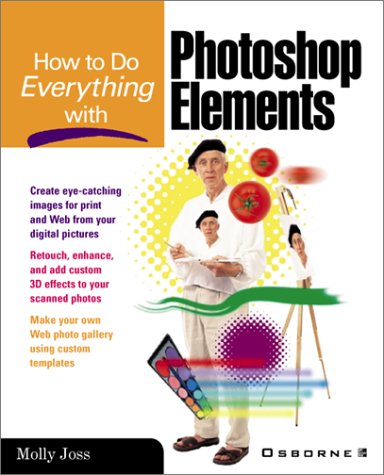 How to Do
Everything
with
Photoshop
Elements
Create eye-catching
images for print
and Web from your
digital pictures
Retouch, enhance,
and add custom
3D effects to your
scanned photos
Make your own
Web photo gallery
using custom
templates
Molly Joss
OSBORNE